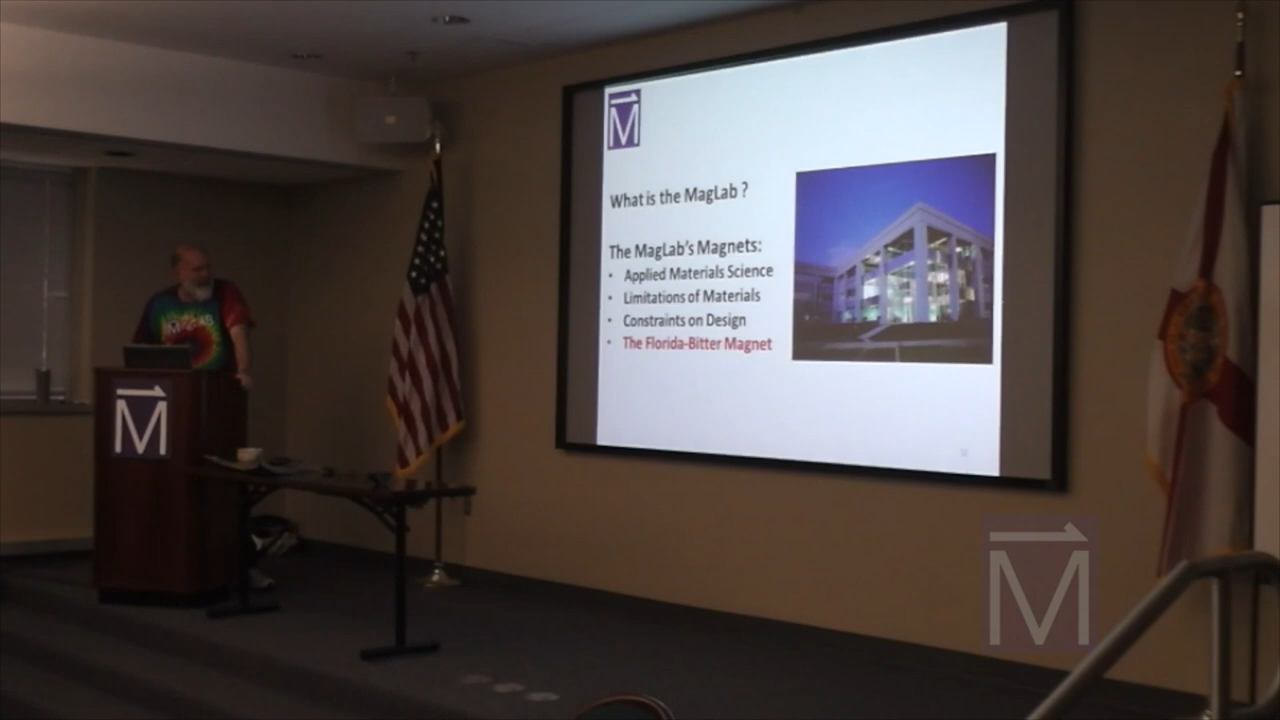 M
What is the MagLab ?
The MagLab's Magnets:
• Applied Materials Science
• Limitations of Materials
• Constraints on Design
• The Florida-Bitter Magnet
M
M